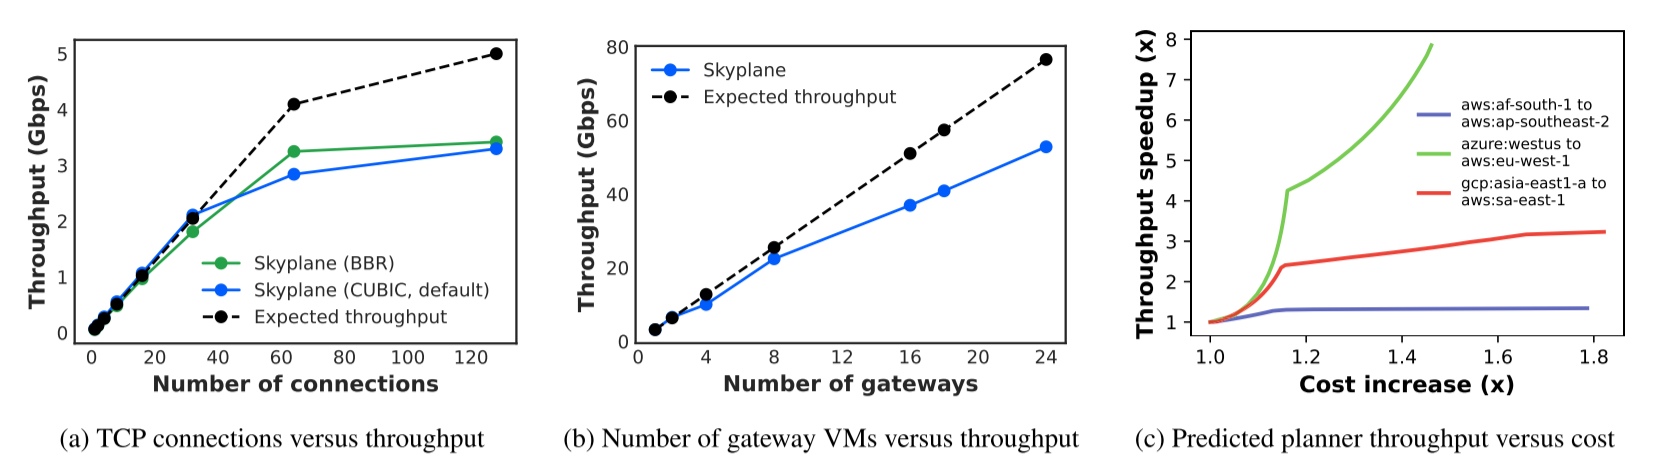 Throughput (Gbps)
5
4
3
2
1
0
Skyplane (BBR)
Skyplane (CUBIC, default)
Expected throughput
0 20 40 60 80 100 120
Number of connections
(a) TCP connections versus throughput
Throughput (Gbps)
80
60
40
20
0
Skyplane
Expected throughput
0 4 8 12 16 20 24
Number of gateways
(b) Number of gateway VMs versus throughput
Throughput speedup (x)
8
7
6
5
4
3
2
1
aws:af-south-1 to
aws:ap-southeast-2
azure:westus to
aws:eu-west-1
gcp:asia-east1-a to
aws:sa-east-1
1.0 1.2 1.4 1.6 1.8
Cost increase (x)
(c) Predicted planner throughput versus cost